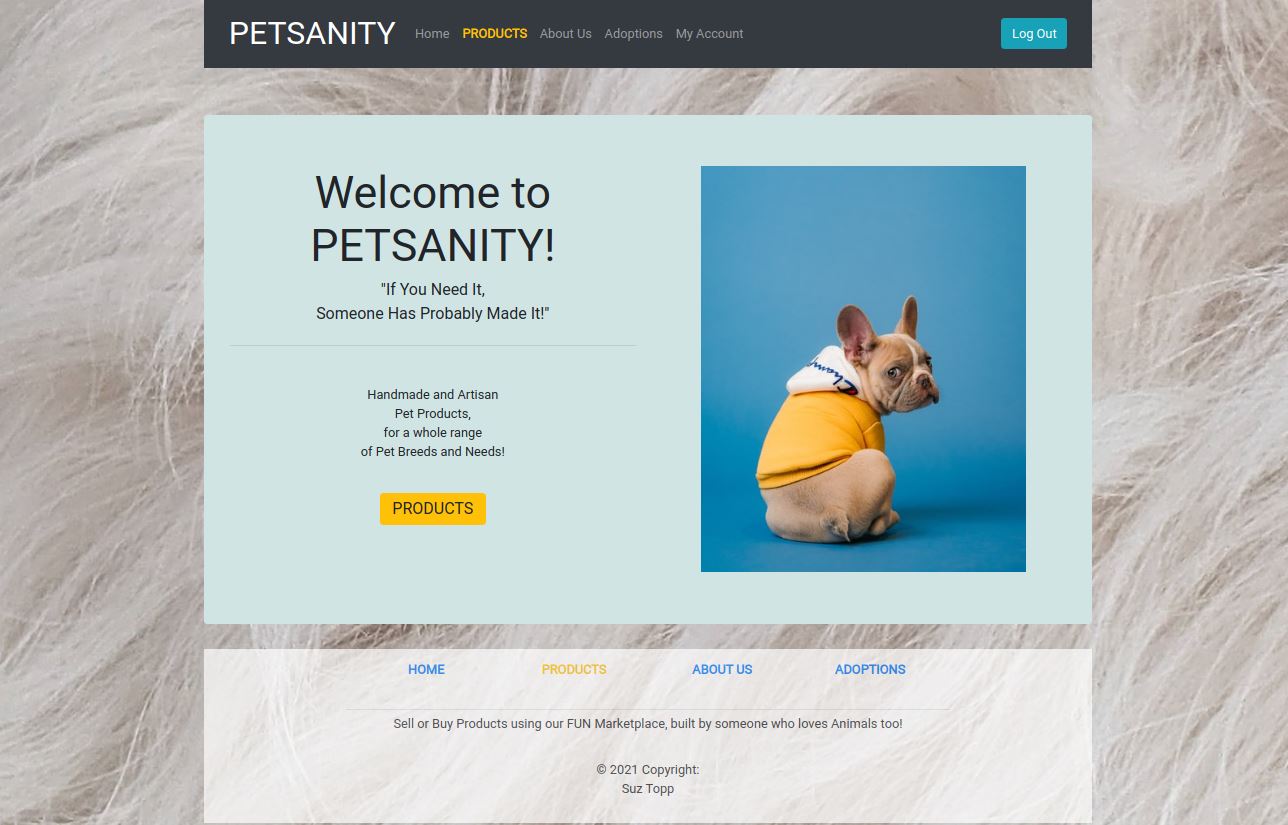 PETSANITY Home PRODUCTS About Us Adoptions My Account Log Out
Welcome to
PETSANITY!
"If You Need It,
Someone Has Probably Made It!"
Handmade and Artisan
Pet Products,
for a whole range
of Pet Breeds and Needs!
PRODUCTS
Champion
HOME PRODUCTS ABOUT US ADOPTIONS
Sell or Buy Products using our FUN Marketplace, built by someone who loves Animals too!
© 2021 Copyright:
Suz Topp